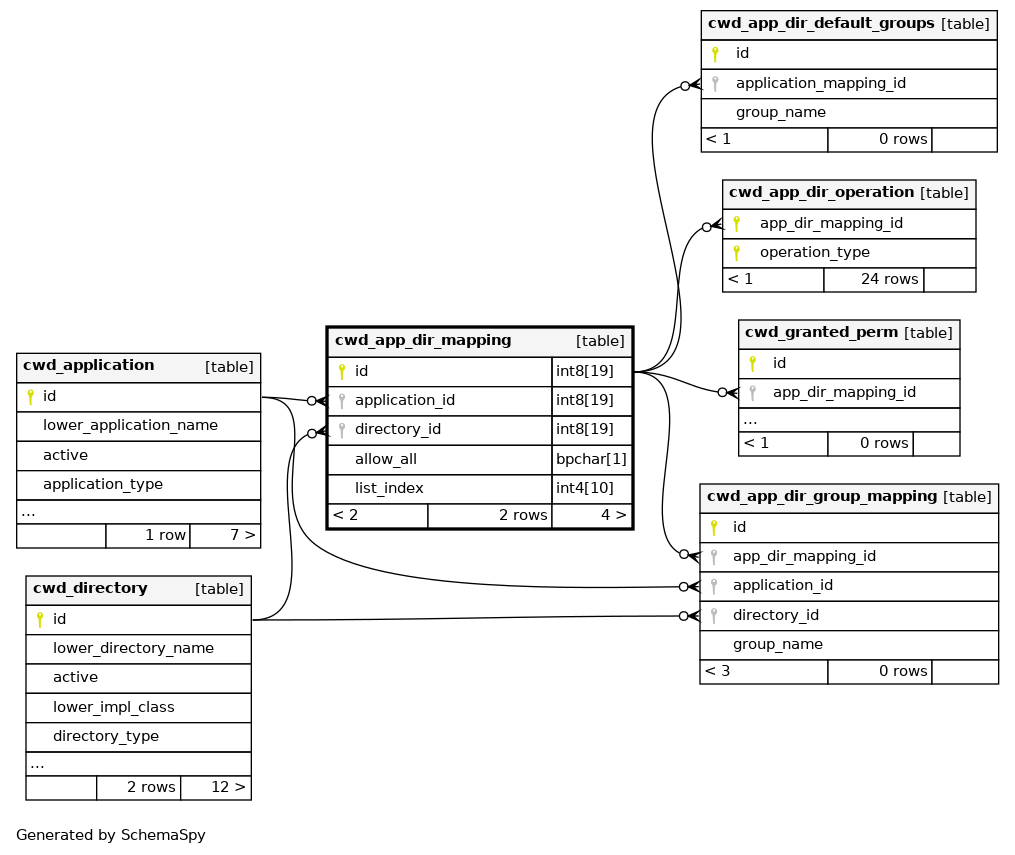 cwd_app_dir_default_groups [table]
id
application_mapping_id
group_name
< 1 0 rows
cwd_app_dir_operation [table]
app_dir_mapping_id
operation_type
< 1 24 rows
cwd_granted_perm [table]
id
app_dir_mapping_id
...
< 1 0 rows
cwd_app_dir_mapping [table]
id int8[19]
application_id int8[19]
directory_id int8[19]
allow_all bpchar[1]
list_index int4[10]
< 2 2 rows 4 >
cwd_application [table]
id
lower_application_name
active
application_type
...
1 row 7 >
cwd_app_dir_group_mapping [table]
id
app_dir_mapping_id
application_id
directory_id
group_name
< 3 0 rows
cwd_directory [table]
id
lower_directory_name
active
lower_impl_class
directory_type
...
2 rows 12 >
Generated by SchemaSpy